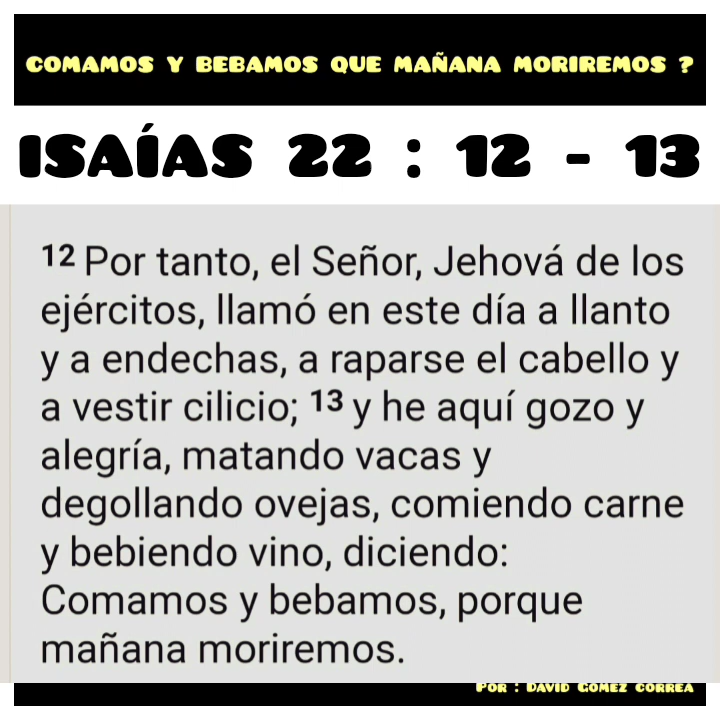 COMAMOS Y BEBAMOS QUE MAÑANA MORIREMOS ?
ISAÍAS 22 : 12 - 13
12 Por tanto, el Señor, Jehová de los
ejércitos, llamó en este día a llanto
y a endechas, a raparse el cabello y
a vestir cilicio; 13 y he aquí gozo y
alegría, matando vacas y
degollando ovejas, comiendo carne
y bebiendo vino, diciendo:
Comamos y bebamos, porque
mañana moriremos.
POR : DAVID GOMEZ CORREA